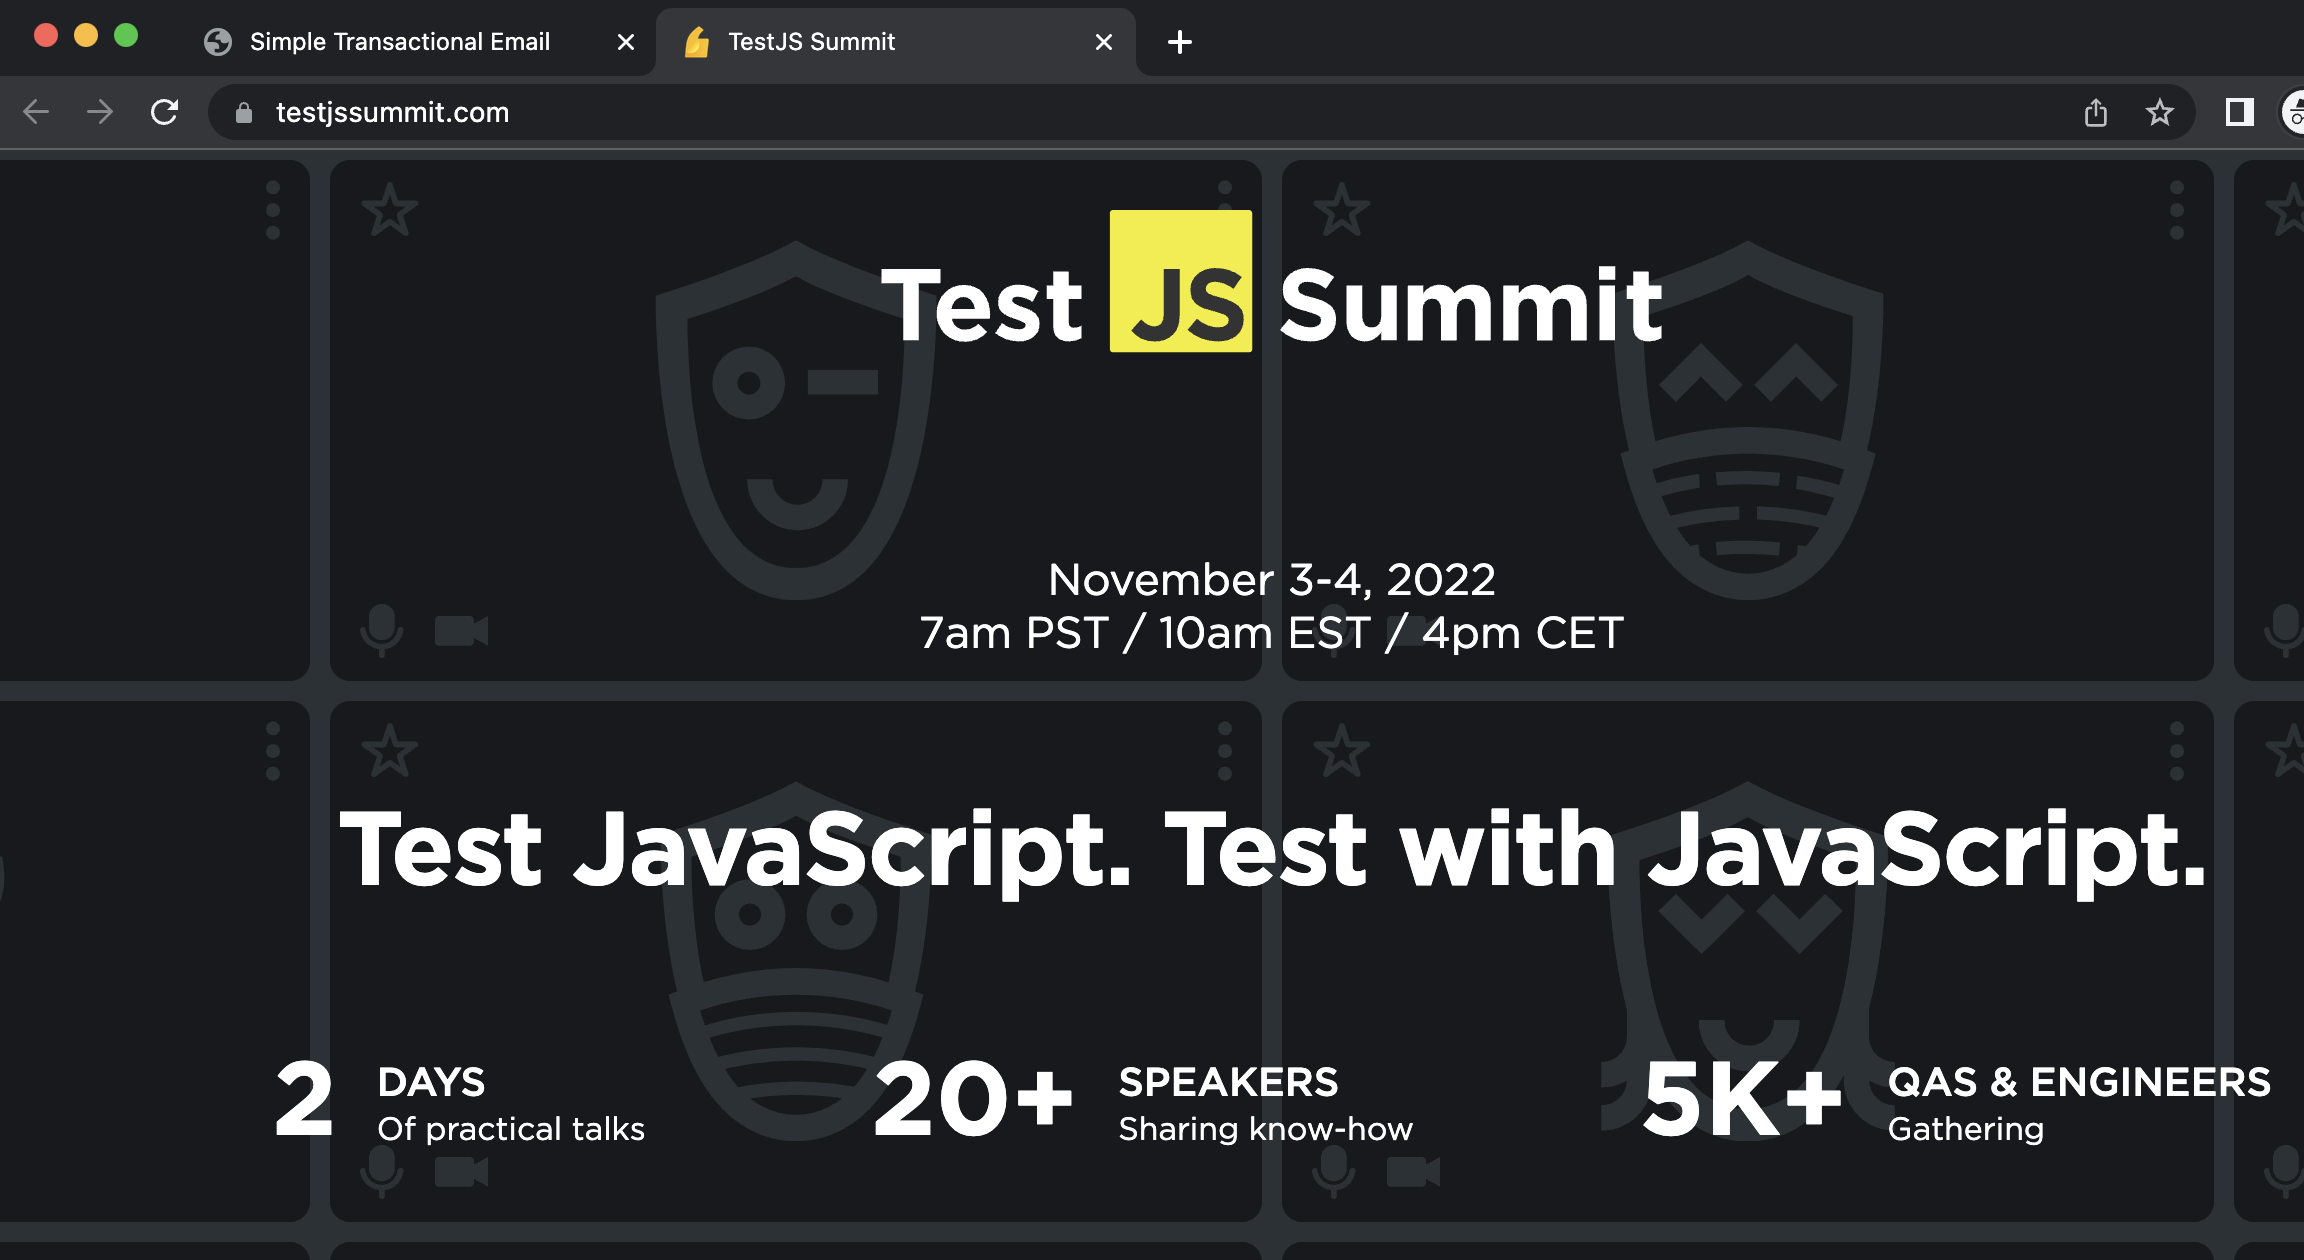 Simple Transactional Email
TestJS Summit
testjssummit.com
Test JS Summit
November 3-4, 2022
7am PST / 10am EST / 4pm CET
Test JavaScript. Test with JavaScript.
2 DAYS
Of practical talks
20+ SPEAKERS
Sharing know-how
5K+ QAS & ENGINEERS
Gathering